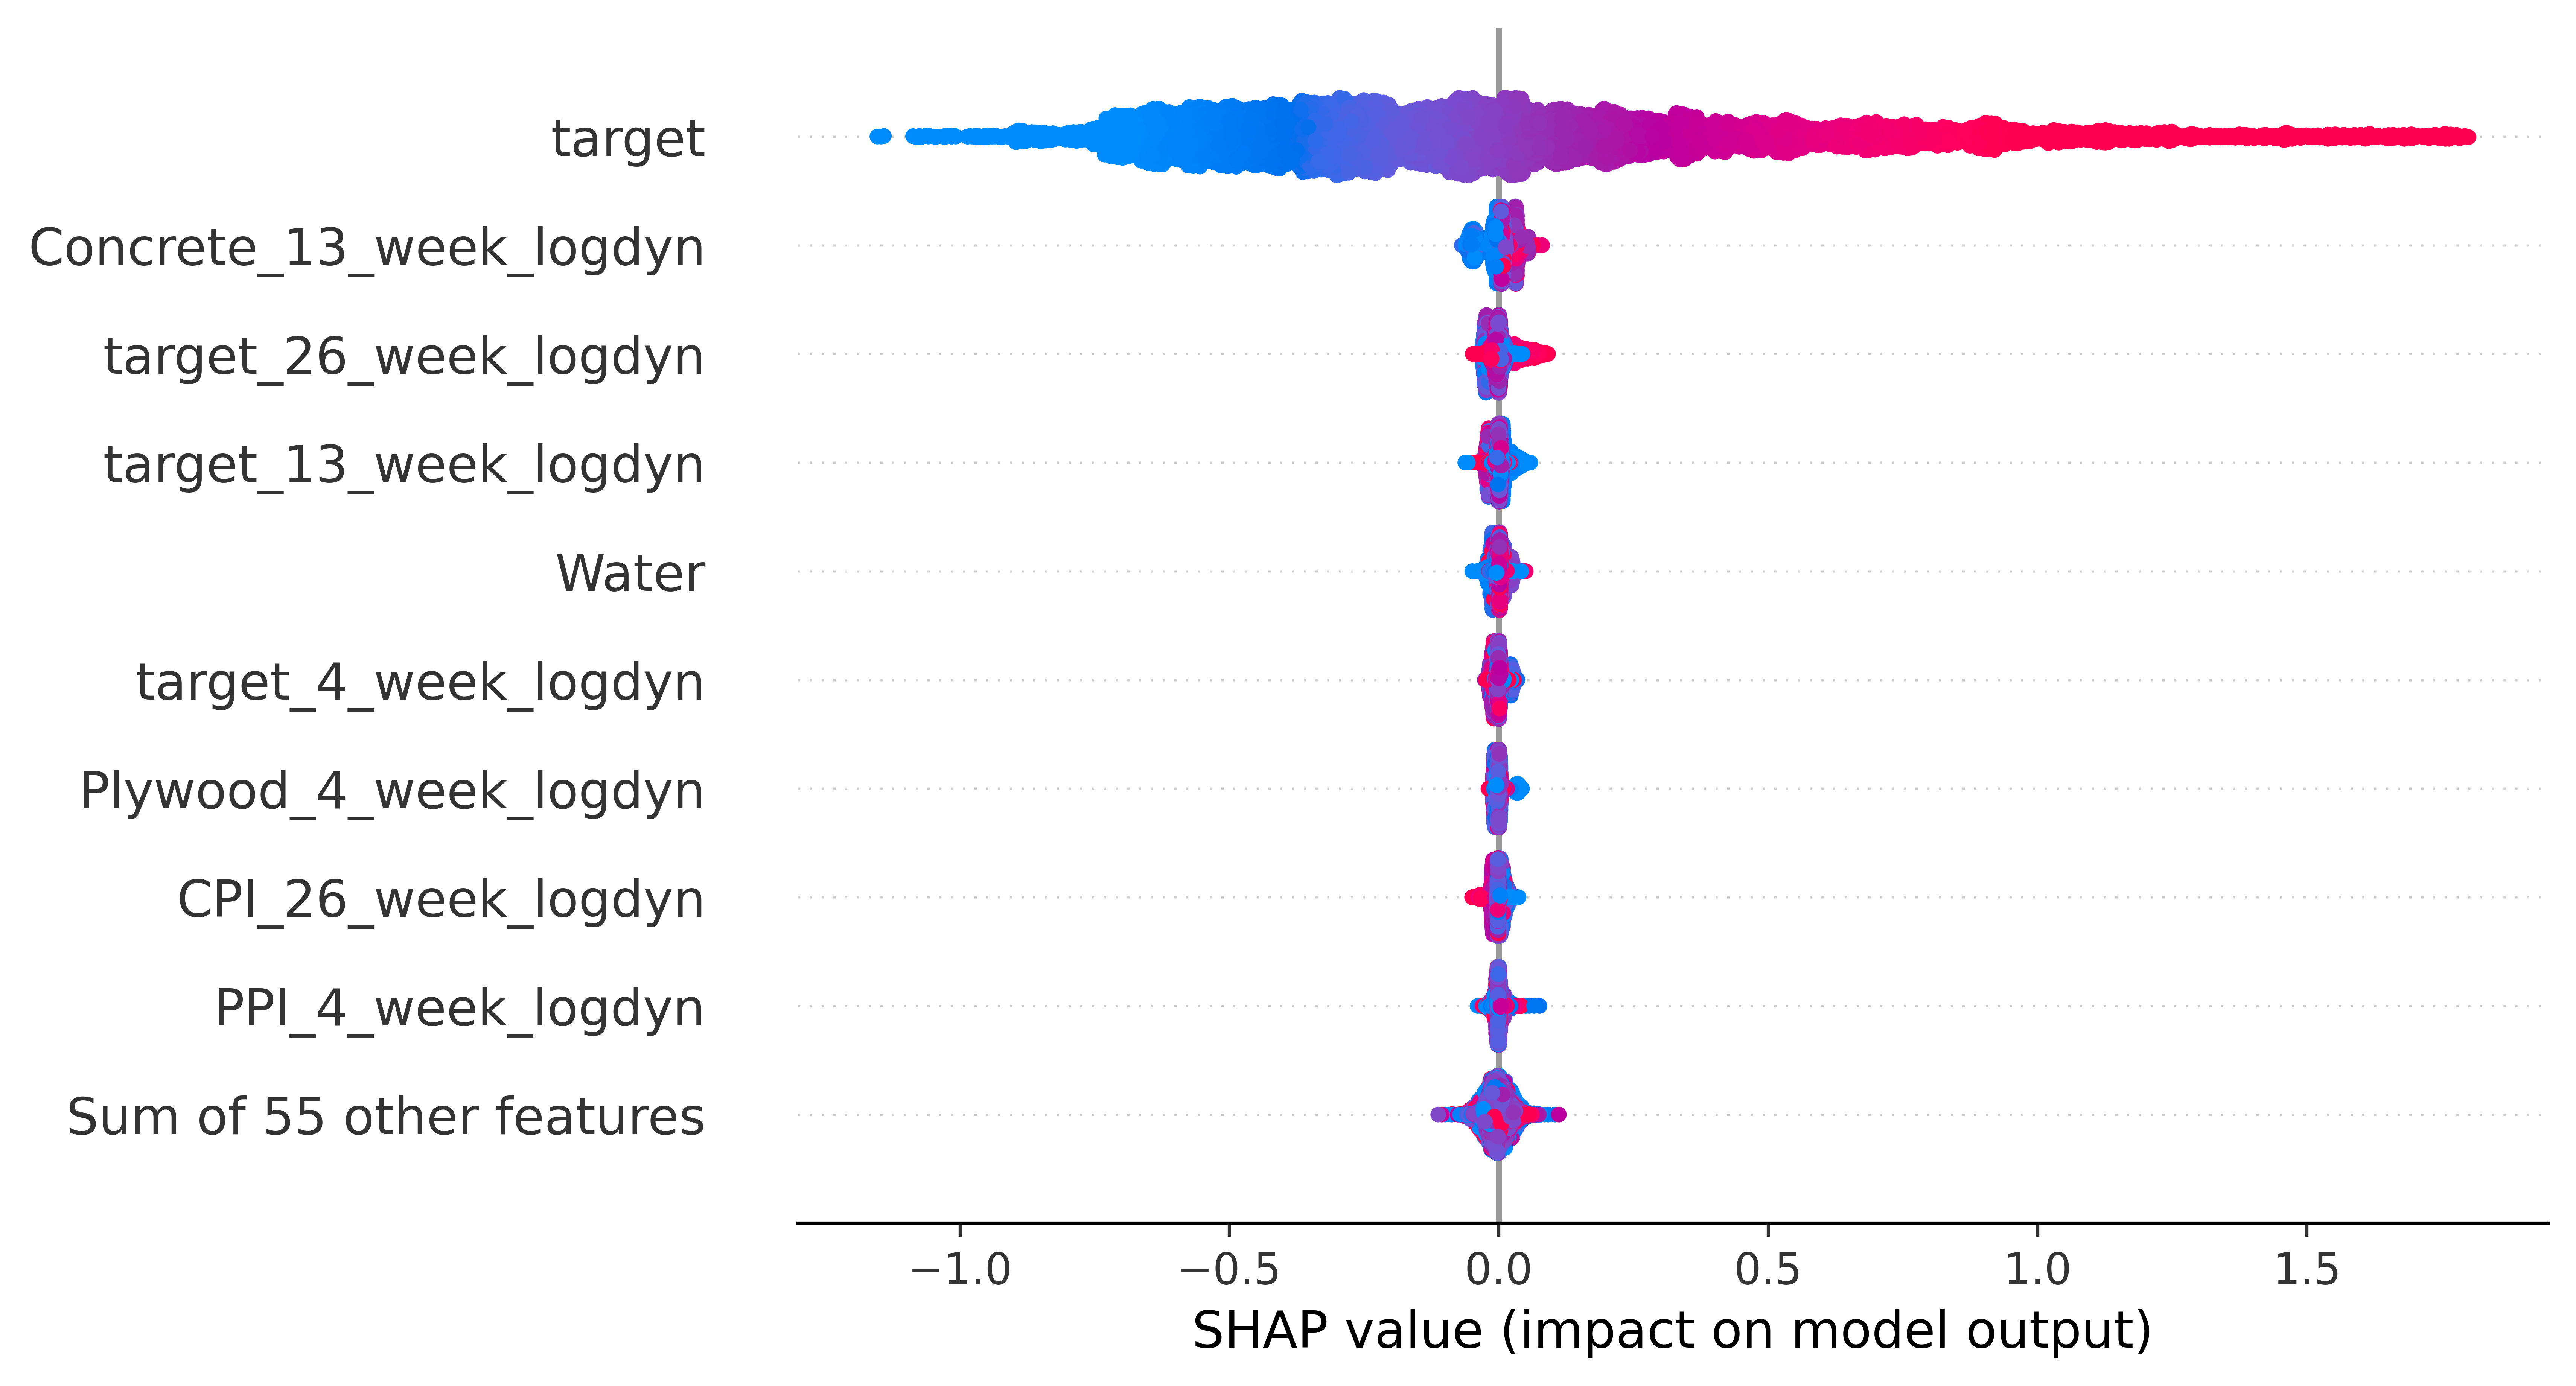 target
Concrete_13_week_logdyn
target_26_week_logdyn
target_13_week_logdyn
Water
target_4_week_logdyn
Plywood_4_week_logdyn
CPI_26_week_logdyn
PPI_4_week_logdyn
Sum of 55 other features
−1.0 −0.5 0.0 0.5 1.0 1.5
SHAP value (impact on model output)